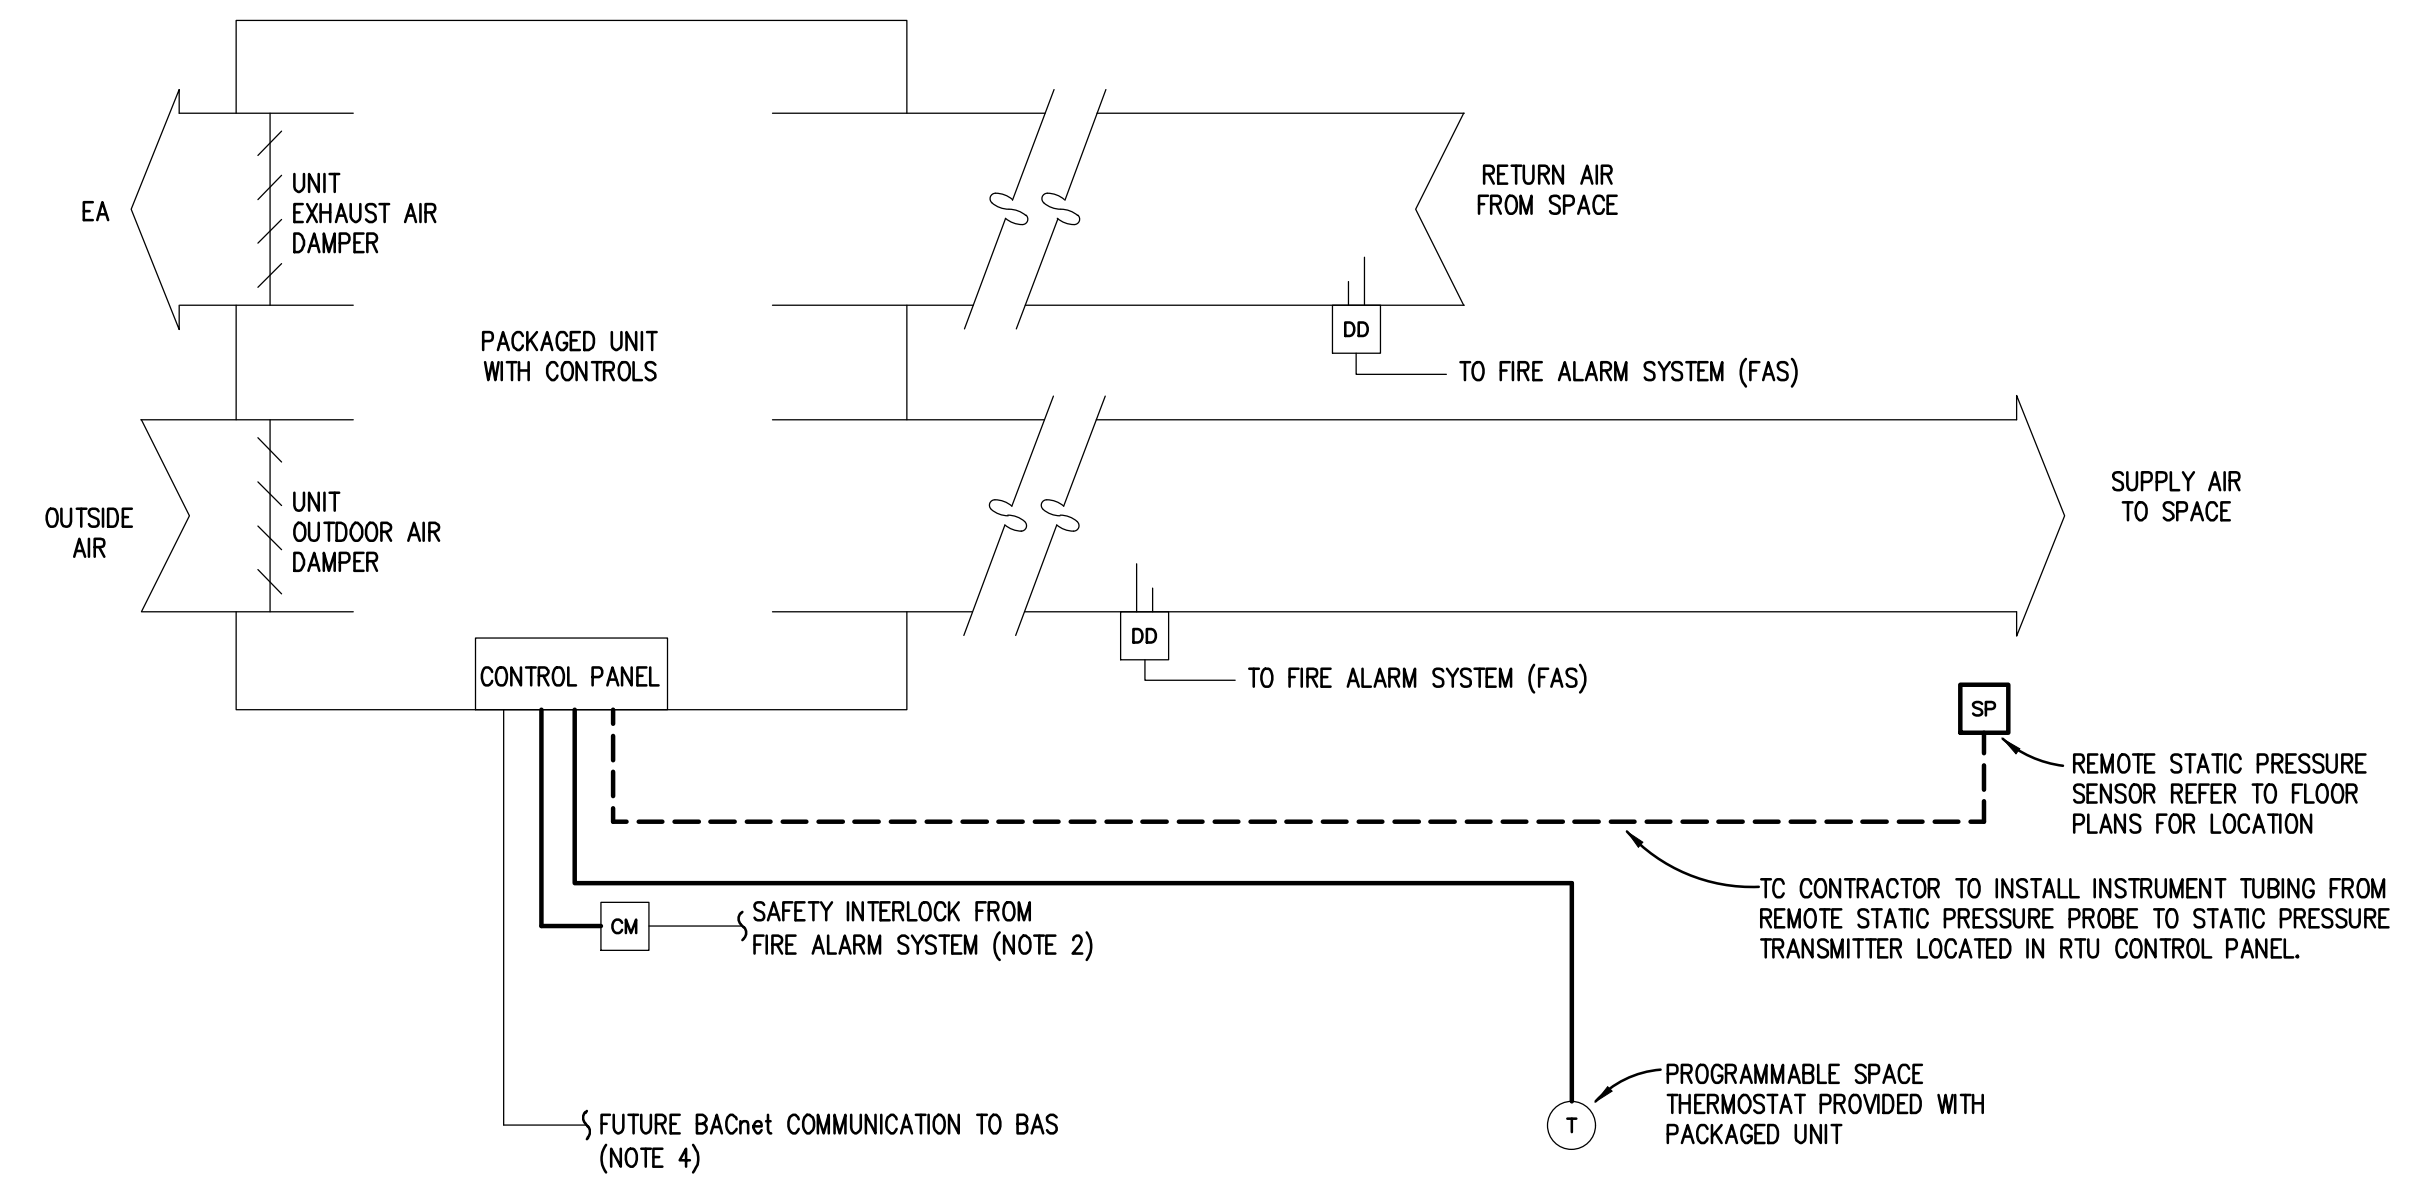 EA
UNIT
EXHAUST AIR
DAMPER
RETURN AIR
FROM SPACE
PACKAGED UNIT
WITH CONTROLS
DD
TO FIRE ALARM SYSTEM (FAS)
OUTSIDE
AIR
UNIT
OUTDOOR AIR
DAMPER
SUPPLY AIR
TO SPACE
DD
TO FIRE ALARM SYSTEM (FAS)
CONTROL PANEL
SP
REMOTE STATIC PRESSURE
SENSOR REFER TO FLOOR
PLANS FOR LOCATION
TC CONTRACTOR TO INSTALL INSTRUMENT TUBING FROM
REMOTE STATIC PRESSURE PROBE TO STATIC PRESSURE
TRANSMITTER LOCATED IN RTU CONTROL PANEL.
CM
SAFETY INTERLOCK FROM
FIRE ALARM SYSTEM (NOTE 2)
T
PROGRAMMABLE SPACE
THERMOSTAT PROVIDED WITH
PACKAGED UNIT
FUTURE BACnet COMMUNICATION TO BAS
(NOTE 4)